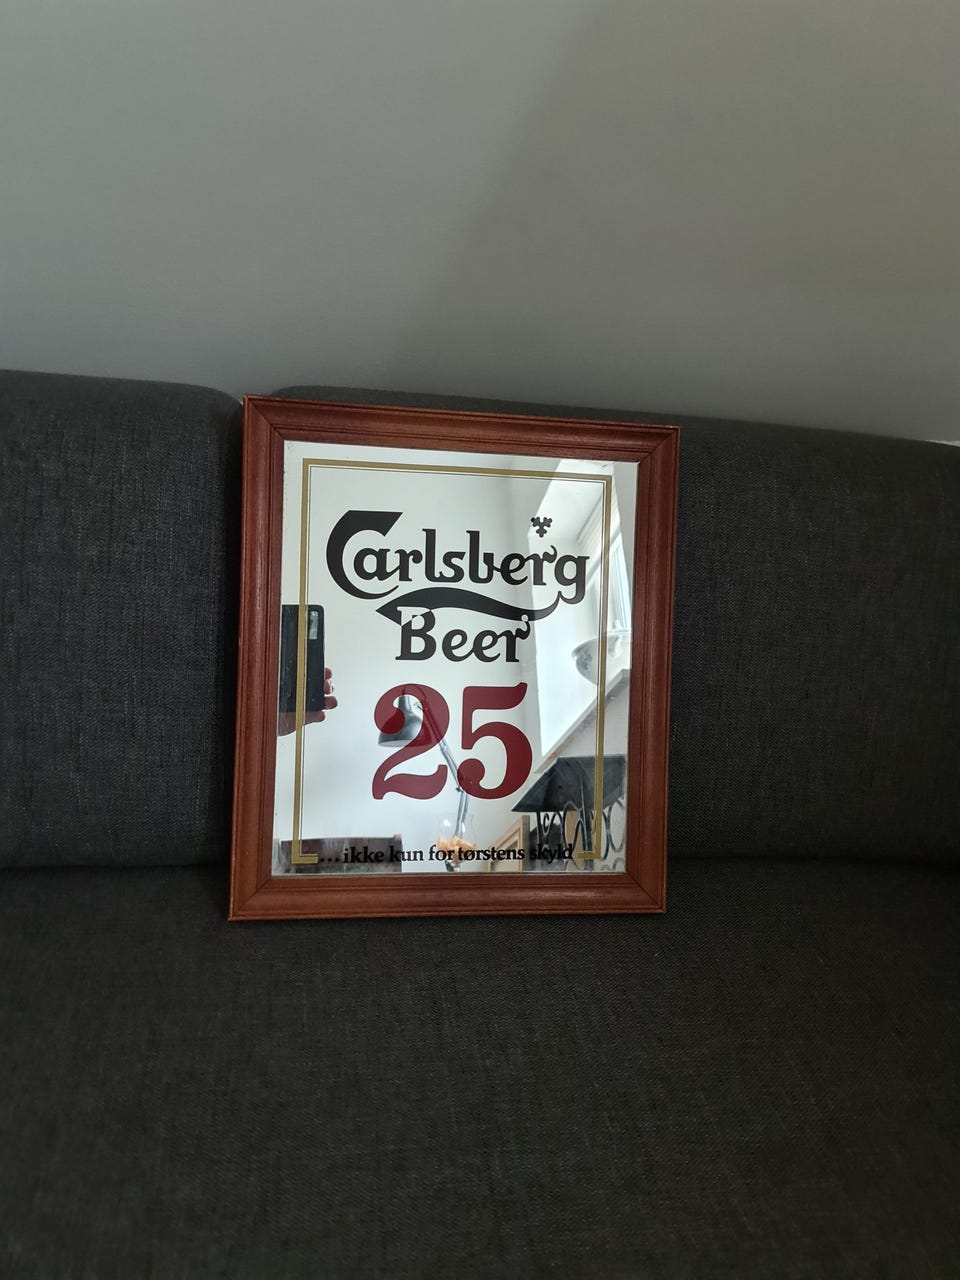 Carlsberg
Beer
25
...ikke kun for tørstens skyld